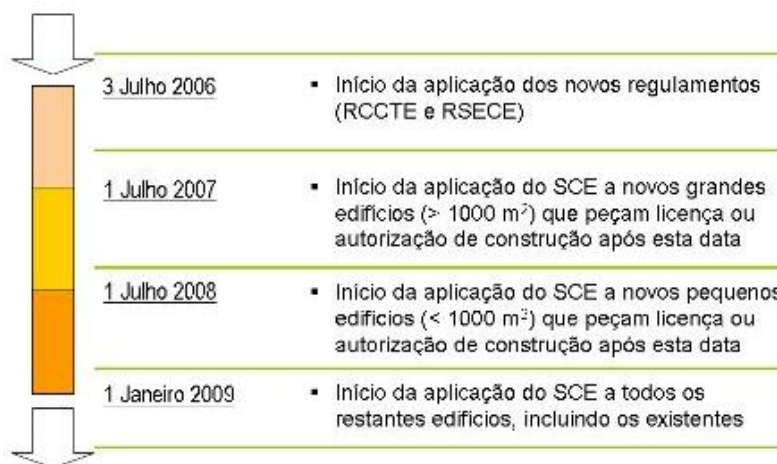 3 Julho 2006
▪ Início da aplicação dos novos regulamentos
(RCCTE e RSECE)
1 Julho 2007
▪ Início da aplicação do SCE a novos grandes
edifícios (> 1000 m²) que peçam licença ou
autorização de construção após esta data
1 Julho 2008
▪ Início da aplicação do SCE a novos pequenos
edifícios (< 1000 m²) que peçam licença ou
autorização de construção após esta data
1 Janeiro 2009
▪ Início da aplicação do SCE a todos os
restantes edifícios, incluindo os existentes